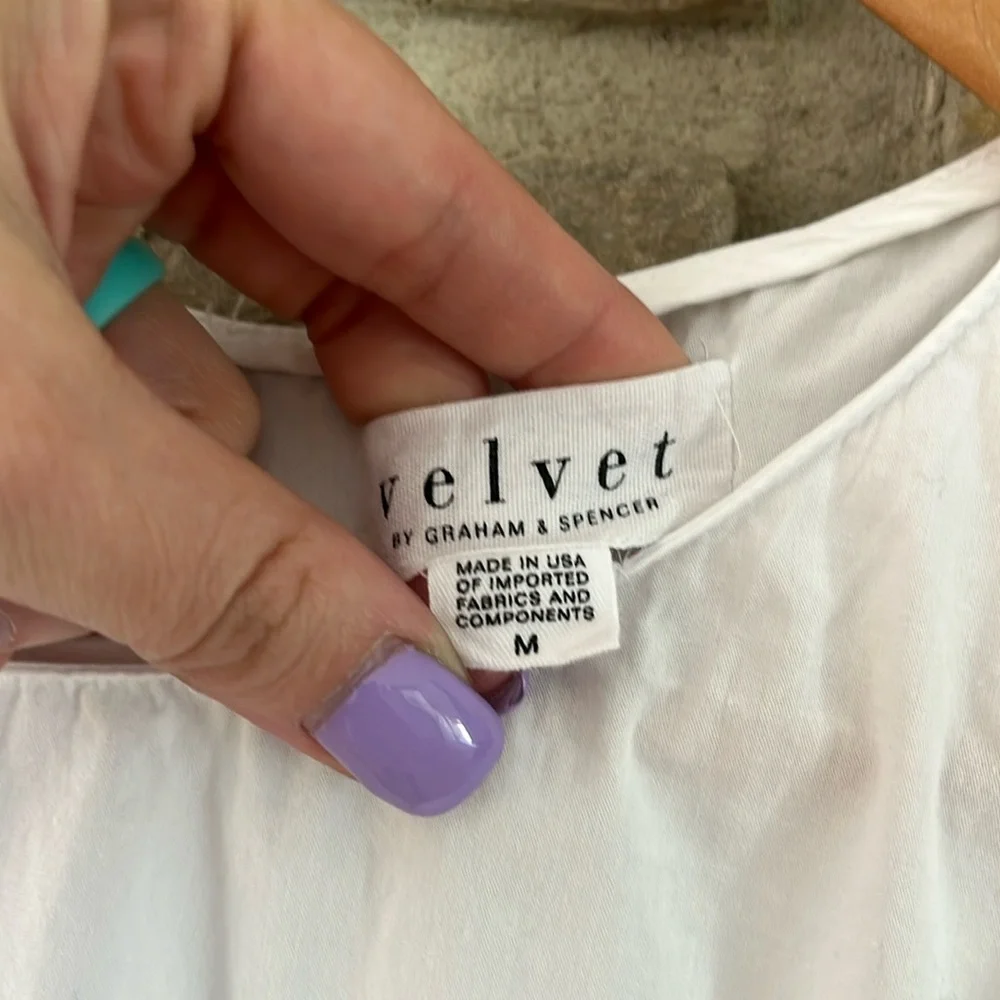 velvet
BY GRAHAM & SPENCER
MADE IN USA
OF IMPORTED
FABRICS AND
COMPONENTS
M